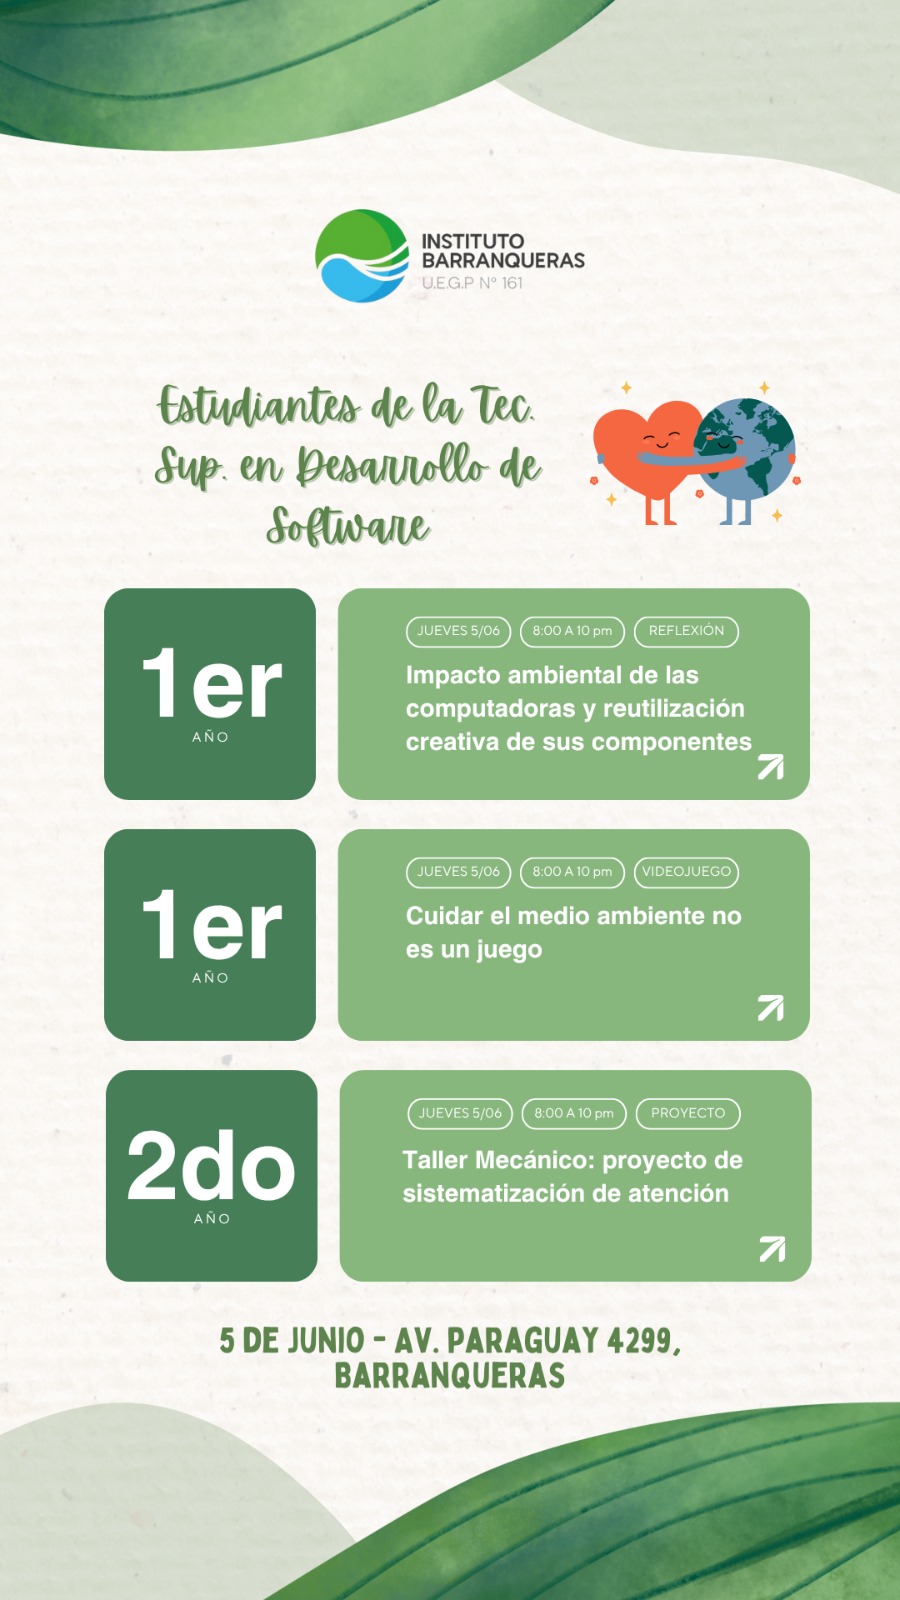 INSTITUTO
BARRANQUERAS
U.E.G.P N° 161
Estudiantes de la Tec.
Sup. en Desarrollo de
Software
1er
AÑO
JUEVES 5/06
8:00 A 10 pm
REFLEXIÓN
Impacto ambiental de las
computadoras y reutilización
creativa de sus componentes
1er
AÑO
JUEVES 5/06
8:00 A 10 pm
VIDEOJUEGO
Cuidar el medio ambiente no
es un juego
2do
AÑO
JUEVES 5/06
8:00 A 10 pm
PROYECTO
Taller Mecánico: proyecto de
sistematización de atención
5 DE JUNIO - AV. PARAGUAY 4299,
BARRANQUERAS